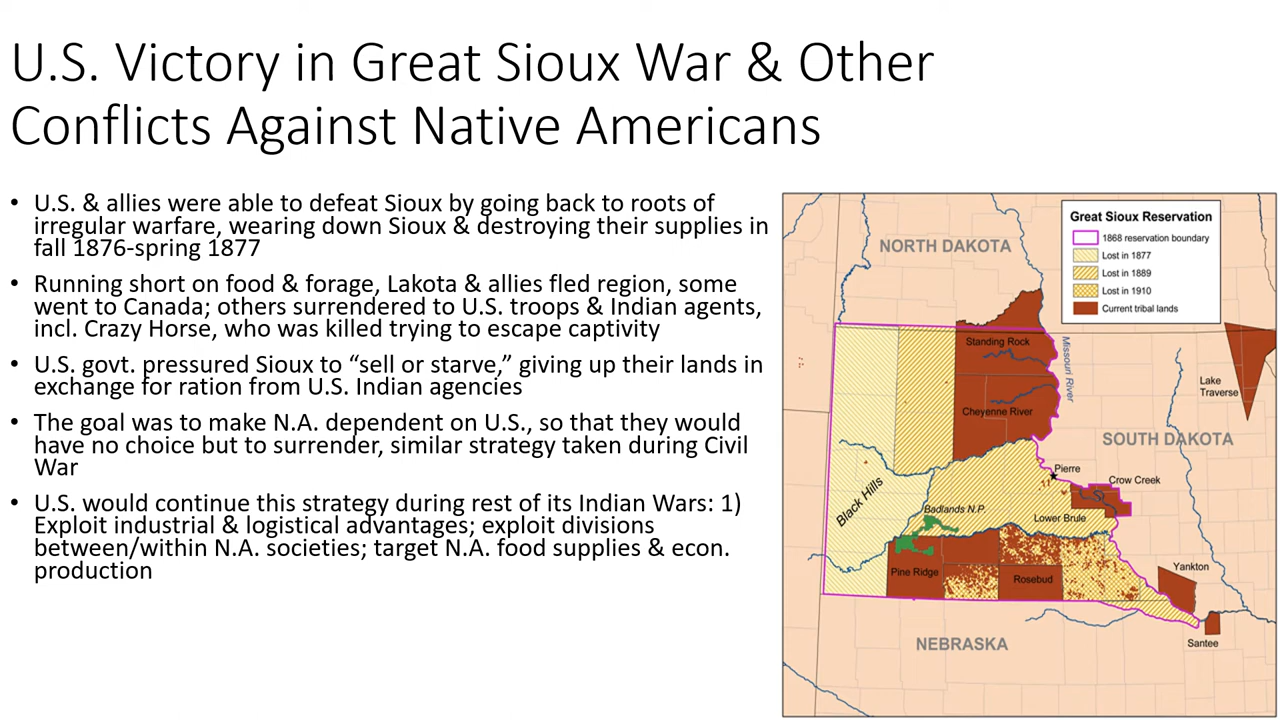 U.S. Victory in Great Sioux War & Other
Conflicts Against Native Americans
• U.S. & allies were able to defeat Sioux by going back to roots of
irregular warfare, wearing down Sioux & destroying their supplies in
fall 1876-spring 1877
• Running short on food & forage, Lakota & allies fled region, some
went to Canada; others surrendered to U.S. troops & Indian agents,
incl. Crazy Horse, who was killed trying to escape captivity
• U.S. govt. pressured Sioux to “sell or starve,” giving up their lands in
exchange for ration from U.S. Indian agencies
• The goal was to make N.A. dependent on U.S., so that they would
have no choice but to surrender, similar strategy taken during Civil
War
• U.S. would continue this strategy during rest of its Indian Wars: 1)
Exploit industrial & logistical advantages; exploit divisions
between/within N.A. societies; target N.A. food supplies & econ.
production
Great Sioux Reservation
1868 reservation boundary
Lost in 1877
Lost in 1889
Lost in 1910
Current tribal lands
NORTH DAKOTA
Standing Rock
Missouri River
Lake
Traverse
Cheyenne River
SOUTH DAKOTA
Pierre
Crow Creek
Black Hills
Badlands N.P.
Lower Brule
Pine Ridge
Rosebud
Yankton
NEBRASKA
Santee